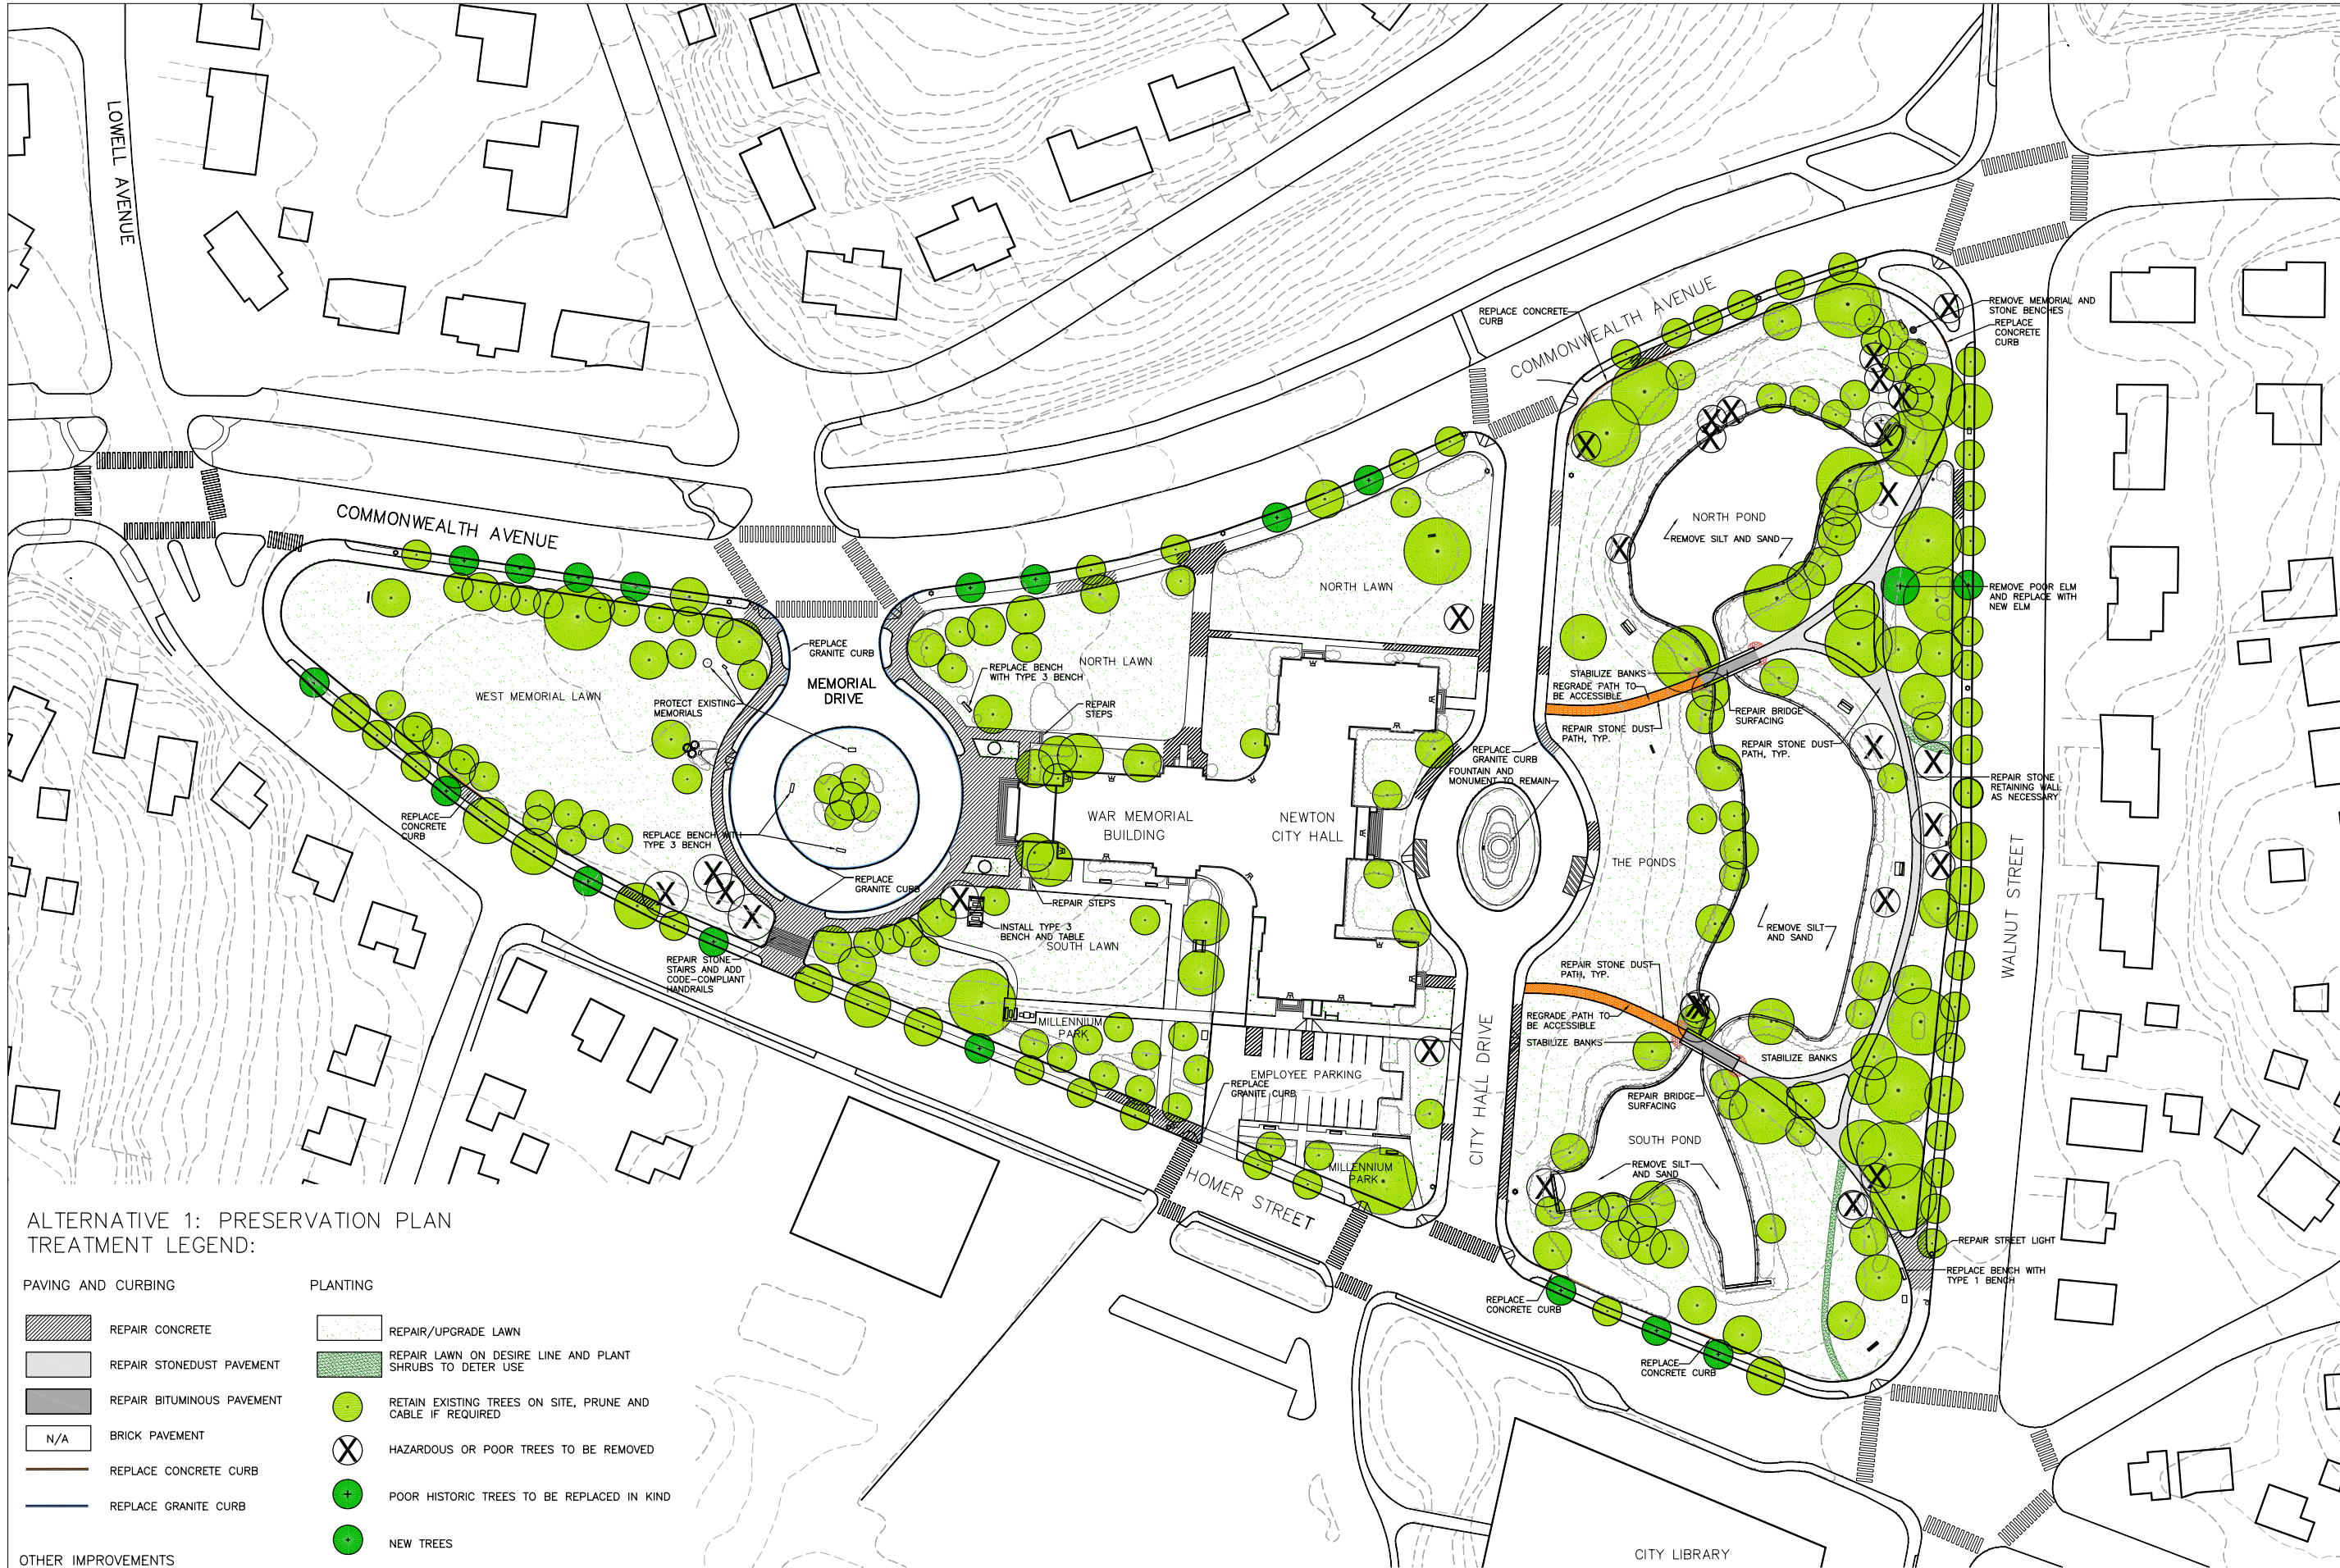 LOWELL AVENUE
COMMONWEALTH AVENUE
REPLACE CONCRETE
CURB
COMMONWEALTH AVENUE
REMOVE MEMORIAL AND
STONE BENCHES
REPLACE
CONCRETE
CURB
NORTH POND
REMOVE SILT AND SAND
NORTH LAWN
REMOVE POOR ELM
AND REPLACE WITH
NEW ELM
REPLACE
GRANITE CURB
NORTH LAWN
REPLACE BENCH
WITH TYPE 3 BENCH
MEMORIAL
DRIVE
WEST MEMORIAL LAWN
PROTECT EXISTING
MEMORIALS
REPAIR
STEPS
STABILIZE BANKS
REGRADE PATH TO
BE ACCESSIBLE
REPAIR STONE DUST
PATH, TYP.
REPAIR BRIDGE
SURFACING
REPAIR STONE DUST
PATH, TYP.
REPLACE
GRANITE CURB
FOUNTAIN AND
MONUMENT TO REMAIN
REPAIR STONE
RETAINING WALL
AS NECESSARY
REPLACE
CONCRETE
CURB
REPLACE BENCH WITH
TYPE 3 BENCH
WAR MEMORIAL
BUILDING
NEWTON
CITY HALL
THE PONDS
WALNUT STREET
REPLACE
GRANITE CURB
REPAIR STEPS
INSTALL TYPE 3
BENCH AND TABLE
SOUTH LAWN
REMOVE SILT
AND SAND
REPAIR STONE
STAIRS AND ADD
CODE-COMPLIANT
HANDRAILS
REPAIR STONE DUST
PATH, TYP.
REGRADE PATH TO
BE ACCESSIBLE
STABILIZE BANKS
STABILIZE BANKS
MILLENNIUM
PARK
CITY HALL DRIVE
EMPLOYEE PARKING
REPLACE
GRANITE CURB
REPAIR BRIDGE
SURFACING
SOUTH POND
REMOVE SILT
AND SAND
MILLENNIUM
PARK
HOMER STREET
REPAIR STREET LIGHT
REPLACE BENCH WITH
TYPE 1 BENCH
REPLACE
CONCRETE CURB
REPLACE
CONCRETE CURB
CITY LIBRARY
ALTERNATIVE 1: PRESERVATION PLAN
TREATMENT LEGEND:
PAVING AND CURBING
REPAIR CONCRETE
REPAIR STONEDUST PAVEMENT
REPAIR BITUMINOUS PAVEMENT
N/A
BRICK PAVEMENT
REPLACE CONCRETE CURB
REPLACE GRANITE CURB
PLANTING
REPAIR/UPGRADE LAWN
REPAIR LAWN ON DESIRE LINE AND PLANT
SHRUBS TO DETER USE
RETAIN EXISTING TREES ON SITE, PRUNE AND
CABLE IF REQUIRED
HAZARDOUS OR POOR TREES TO BE REMOVED
POOR HISTORIC TREES TO BE REPLACED IN KIND
NEW TREES
OTHER IMPROVEMENTS